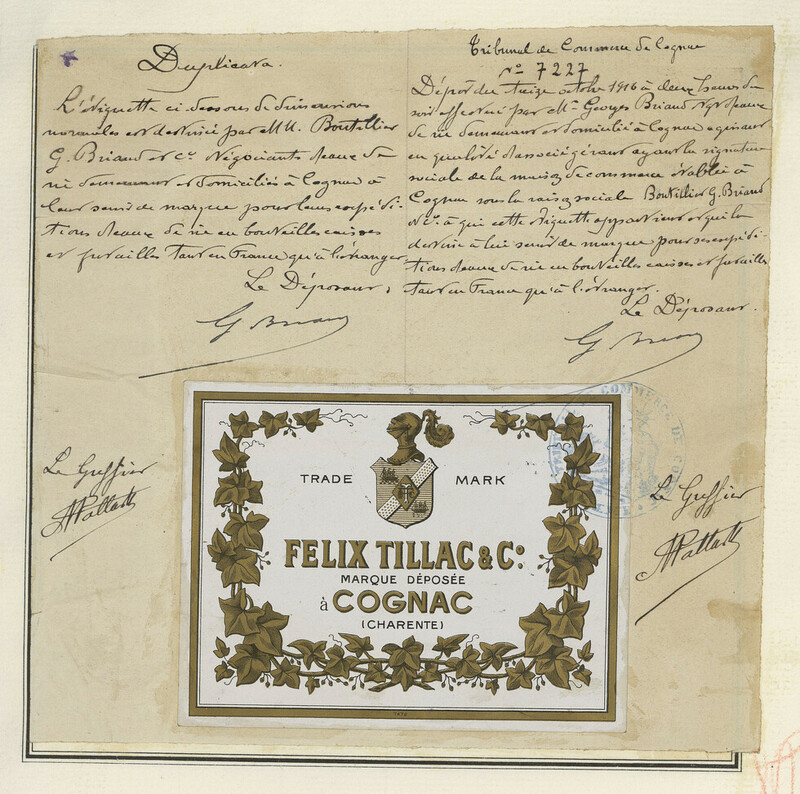 Duplicata.
L'étiquette ci-dessous de dimensions
normales est destinée par MM. Boutillier
G. Briand et Cie. Négociants d'eaux de
vie demeurant et domiciliés à Cognac à
leur servir de marque pour leurs expédi-
tions d'eaux de vie en bouteilles caisses
et futailles tant en France qu'à l'étranger
Le Déposant,
G Briand
Tribunal de Commerce de Cognac
No 7227
Dépôt du treize octobre 1916 à deux heures du
soir effectué par Mr. Georges Briand Ngt d'eaux
de vie demeurant et domicilié à Cognac agissant
en qualité d'associé gérant ayant la signature
sociale de la maison de commerce établie à
Cognac sous la raison sociale Boutillier G. Briand
et Cie. à qui cette étiquette appartient et qui la
destine à lui servir de marque pour ses expédi-
tions d'eaux de vie en bouteilles caisses et futailles
tant en France qu'à l'étranger.
Le Déposant.
G Briand
Le Greffier
Le Greffier
TRADE MARK
FELIX TILLAC & Co.
MARQUE DÉPOSÉE
à COGNAC
(CHARENTE)